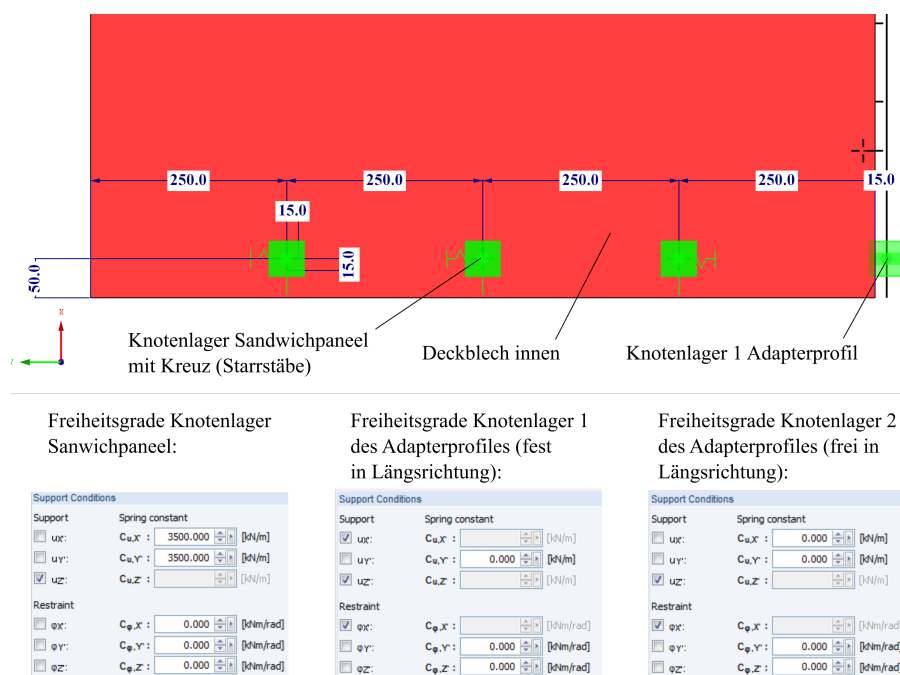 250.0 250.0 250.0 250.0 15.0
15.0
15.0
50.0
X
Y
Knotenlager Sandwichpaneel
mit Kreuz (Starrstäbe)
Deckblech innen
Knotenlager 1 Adapterprofil
Freiheitsgrade Knotenlager
Sanwichpaneel:
Support Conditions
Support Spring constant
uX': Cu,X' : 3500.000 [kN/m]
uY': Cu,Y' : 3500.000 [kN/m]
uZ': Cu,Z' : [kN/m]
Restraint
φX': Cφ,X' : 0.000 [kNm/rad]
φY': Cφ,Y' : 0.000 [kNm/rad]
φZ': Cφ,Z' : 0.000 [kNm/rad]
Freiheitsgrade Knotenlager 1
des Adapterprofiles (fest
in Längsrichtung):
Support Conditions
Support Spring constant
uX': Cu,X' : [kN/m]
uY': Cu,Y' : 0.000 [kN/m]
uZ': Cu,Z' : [kN/m]
Restraint
φX': Cφ,X' : [kNm/rad]
φY': Cφ,Y' : 0.000 [kNm/rad]
φZ': Cφ,Z' : 0.000 [kNm/rad]
Freiheitsgrade Knotenlager 2
des Adapterprofiles (frei in
Längsrichtung):
Support Conditions
Support Spring constant
uX': Cu,X' : 0.000 [kN/m]
uY': Cu,Y' : 0.000 [kN/m]
uZ': Cu,Z' : [kN/m]
Restraint
φX': Cφ,X' : [kNm/rad]
φY': Cφ,Y' : 0.000 [kNm/rad]
φZ': Cφ,Z' : 0.000 [kNm/rad]